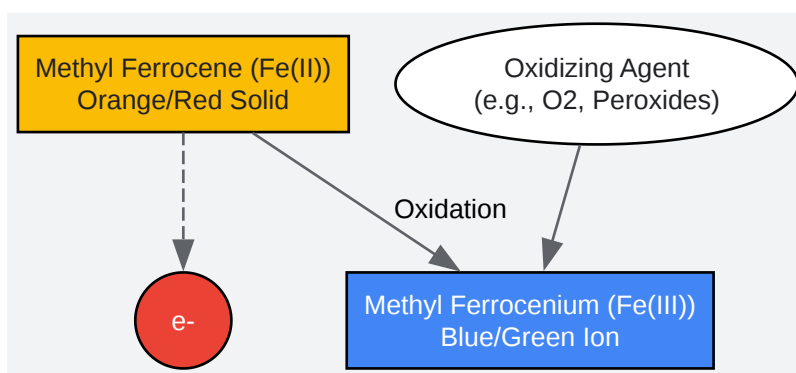 Methyl Ferrocene (Fe(II))
Orange/Red Solid
Oxidizing Agent
(e.g., O2, Peroxides)
Oxidation
e-
Methyl Ferrocenium (Fe(III))
Blue/Green Ion